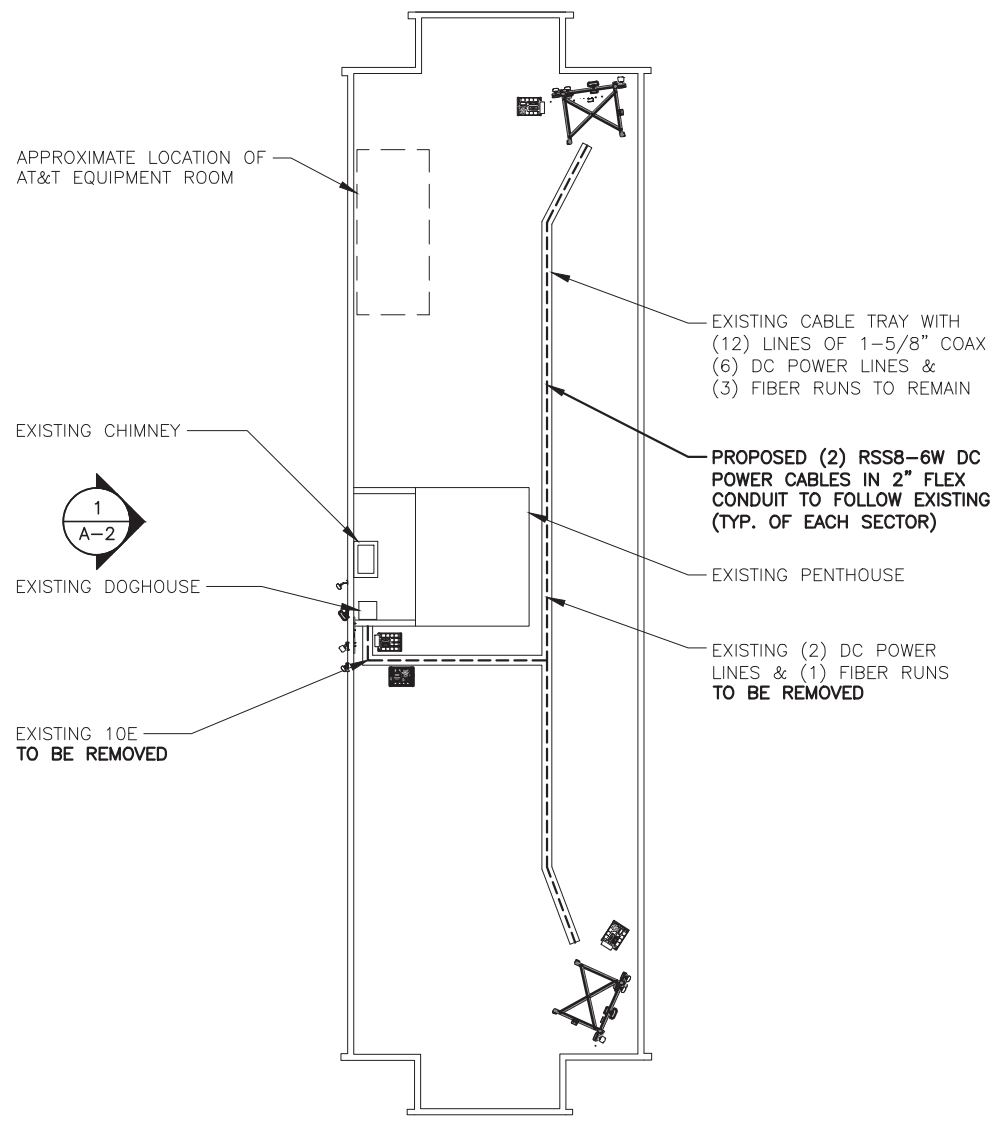 APPROXIMATE LOCATION OF
AT&T EQUIPMENT ROOM
EXISTING CABLE TRAY WITH
(12) LINES OF 1-5/8" COAX
(6) DC POWER LINES &
(3) FIBER RUNS TO REMAIN
EXISTING CHIMNEY
PROPOSED (2) RSS8-6W DC
POWER CABLES IN 2" FLEX
CONDUIT TO FOLLOW EXISTING
(TYP. OF EACH SECTOR)
1
A-2
EXISTING DOGHOUSE
EXISTING PENTHOUSE
EXISTING (2) DC POWER
LINES & (1) FIBER RUNS
TO BE REMOVED
EXISTING 10E
TO BE REMOVED